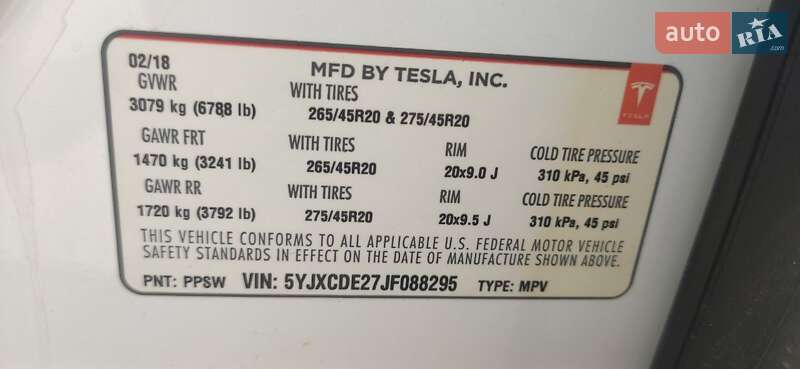 auto RIA .com
02/18
MFD BY TESLA, INC.
TESLA
GVWR WITH TIRES
3079 kg (6788 lb) 265/45R20 & 275/45R20
GAWR FRT WITH TIRES RIM COLD TIRE PRESSURE
1470 kg (3241 lb) 265/45R20 20x9.0 J 310 kPa, 45 psi
GAWR RR WITH TIRES RIM COLD TIRE PRESSURE
1720 kg (3792 lb) 275/45R20 20x9.5 J 310 kPa, 45 psi
THIS VEHICLE CONFORMS TO ALL APPLICABLE U.S. FEDERAL MOTOR VEHICLE
SAFETY STANDARDS IN EFFECT ON THE DATE OF MANUFACTURE SHOWN ABOVE.
PNT: PPSW VIN: 5YJXCDE27JF088295 TYPE: MPV